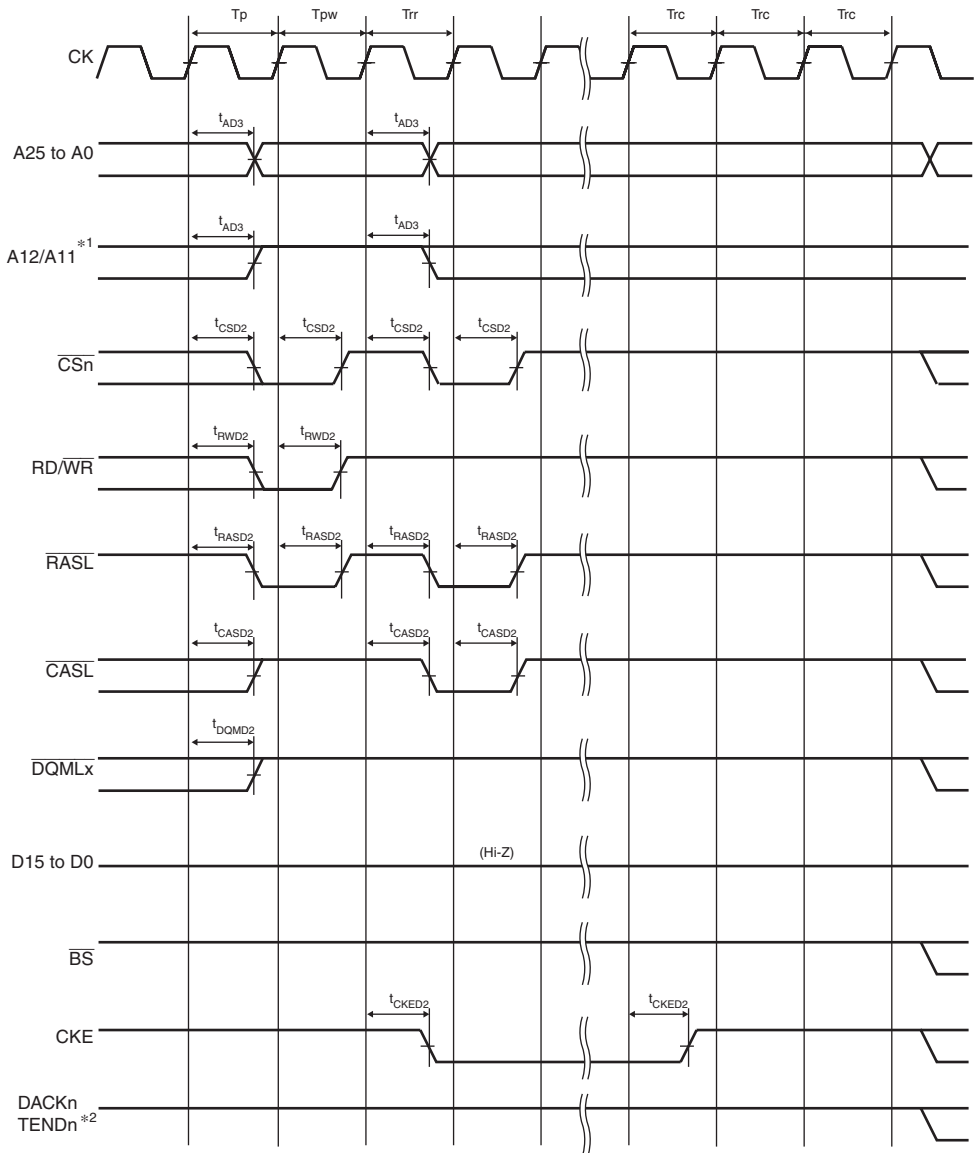 Tp Tpw Trr Trc Trc Trc
CK
tAD3 tAD3
A25 to A0
tAD3 tAD3
A12/A11 *1
tCSD2 tCSD2 tCSD2 tCSD2
CSn
tRWD2 tRWD2
RD/WR
tRASD2 tRASD2 tRASD2 tRASD2
RASL
tCASD2 tCASD2 tCASD2
CASL
tDQMD2
DQMLx
(Hi-Z)
D15 to D0
BS
tCKED2 tCKED2
CKE
DACKn
TENDn *2